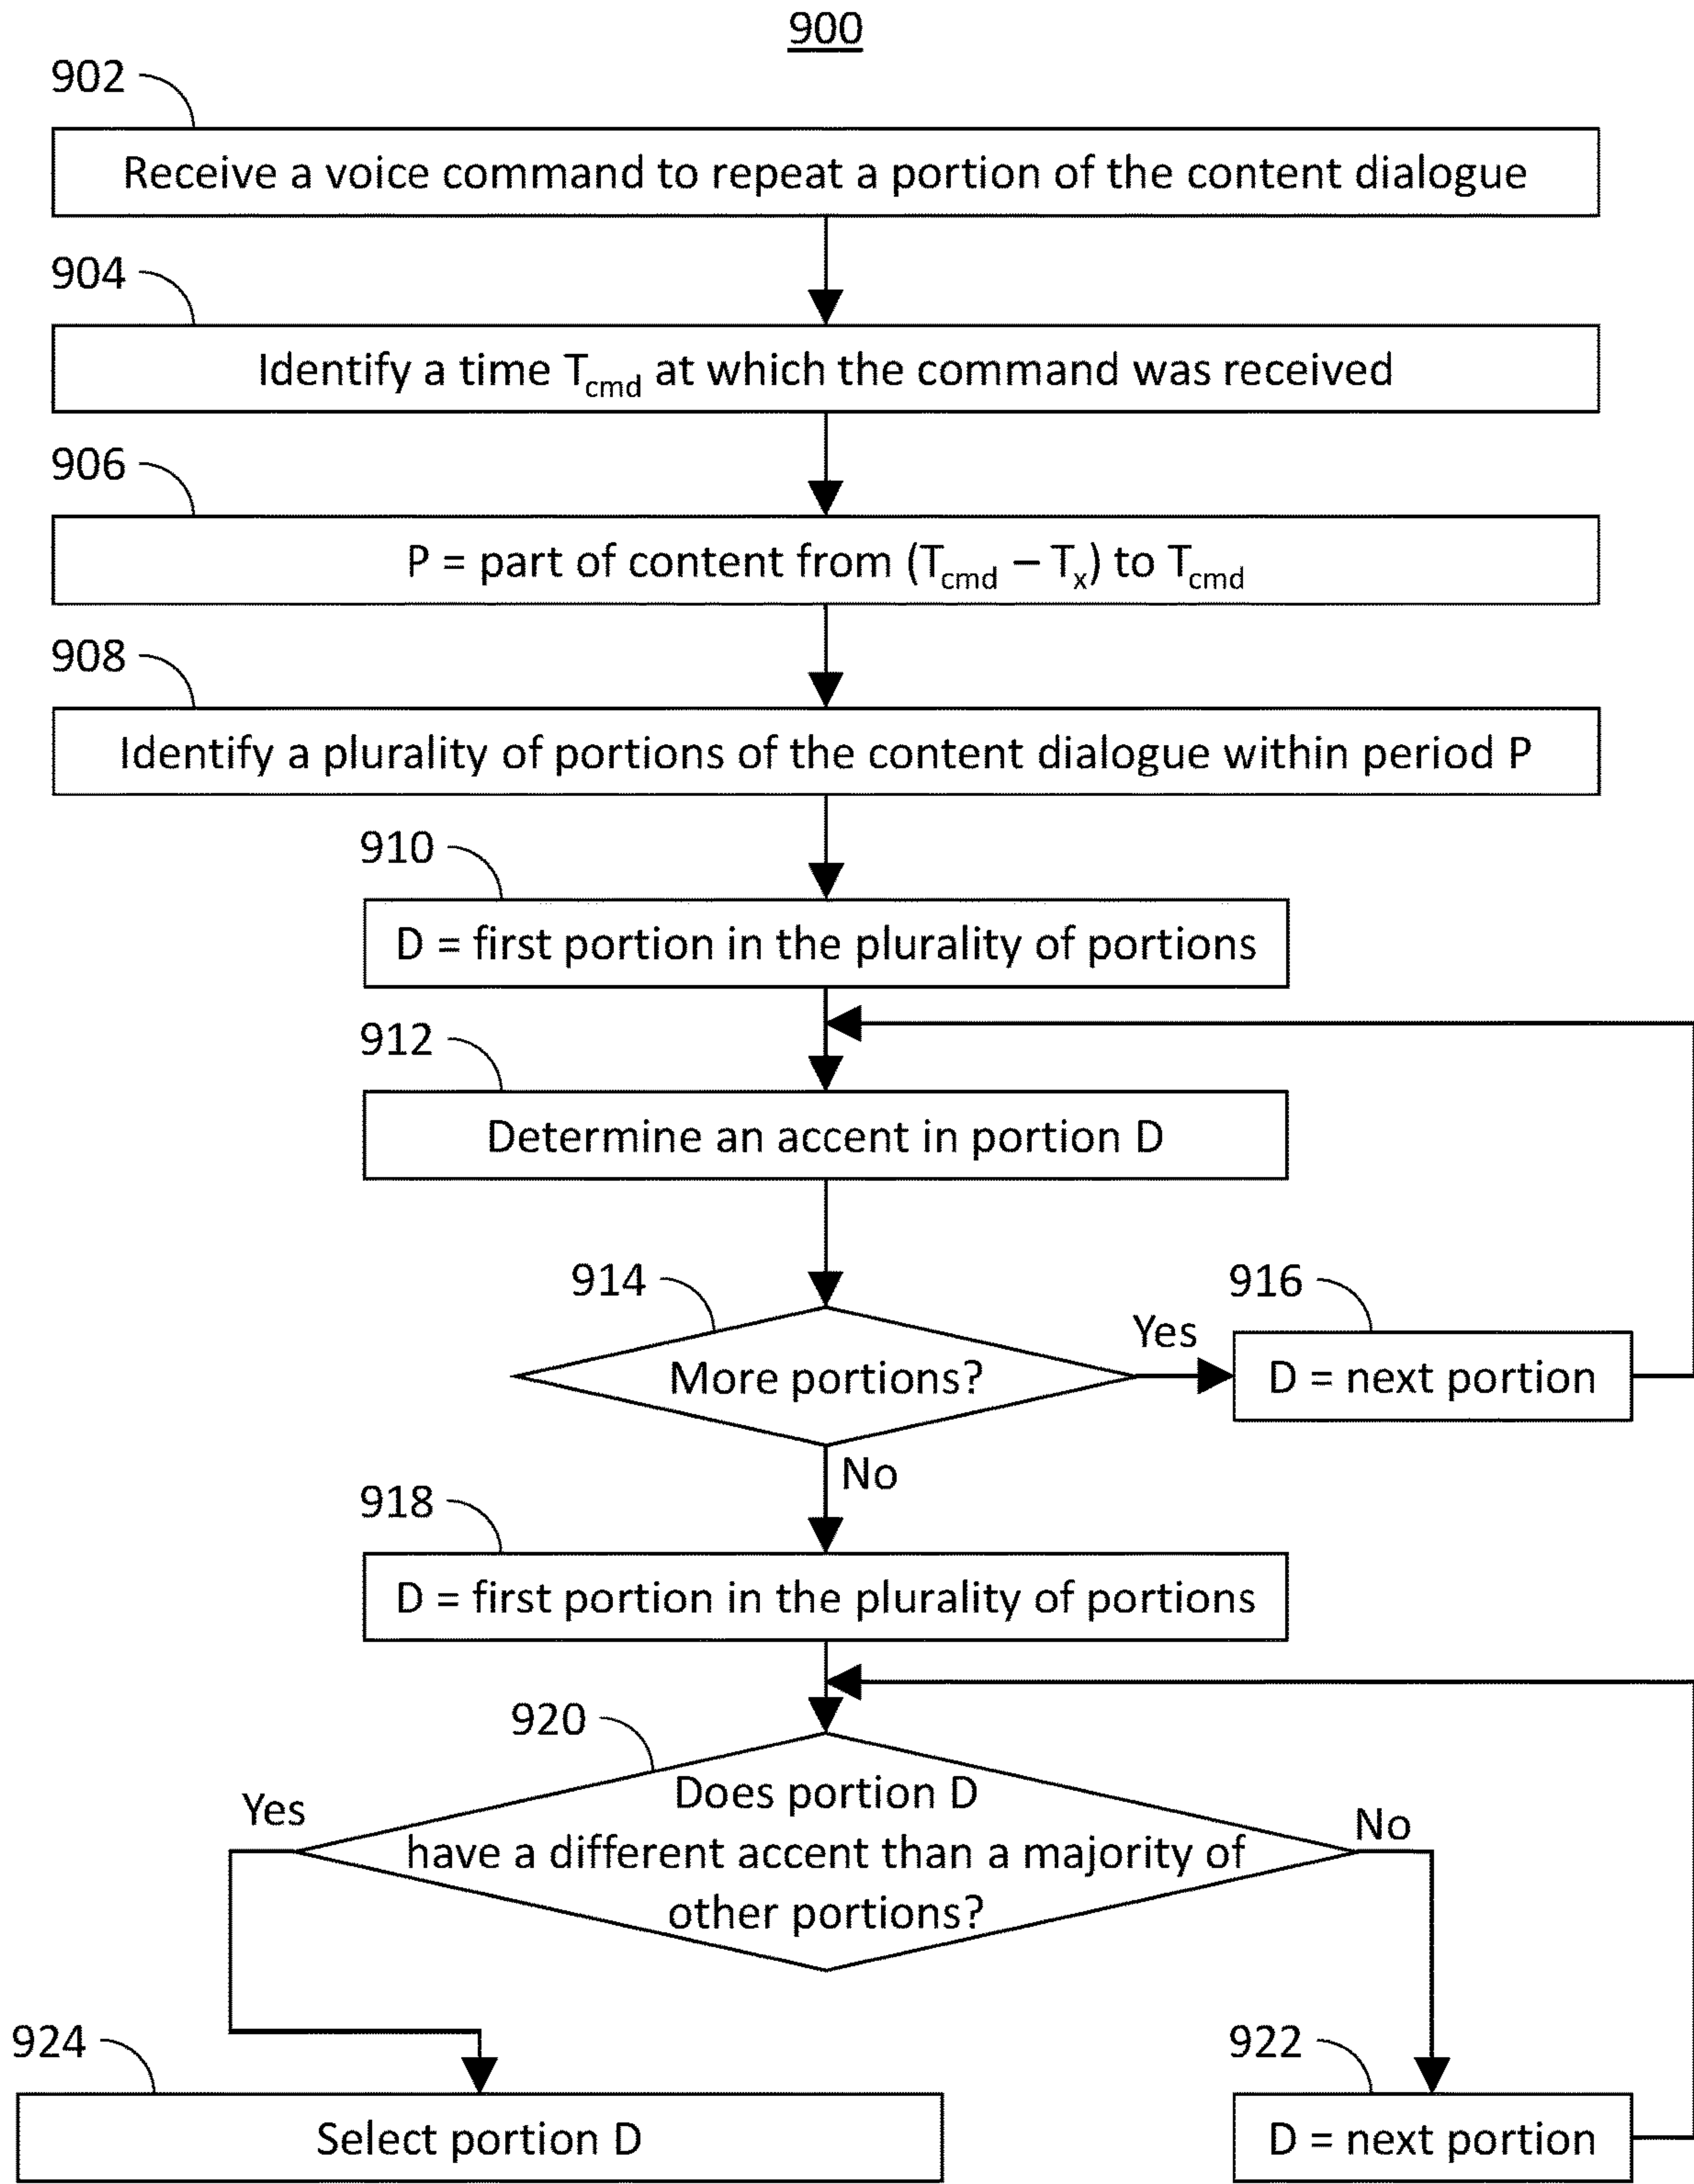 900
902
Receive a voice command to repeat a portion of the content dialogue
904
Identify a time Tcmd at which the command was received
906
P = part of content from (Tcmd – Tx) to Tcmd
908
Identify a plurality of portions of the content dialogue within period P
910
D = first portion in the plurality of portions
912
Determine an accent in portion D
914
916
Yes
More portions?
D = next portion
No
918
D = first portion in the plurality of portions
920
Does portion D
Yes
No
have a different accent than a majority of
other portions?
924
922
Select portion D
D = next portion